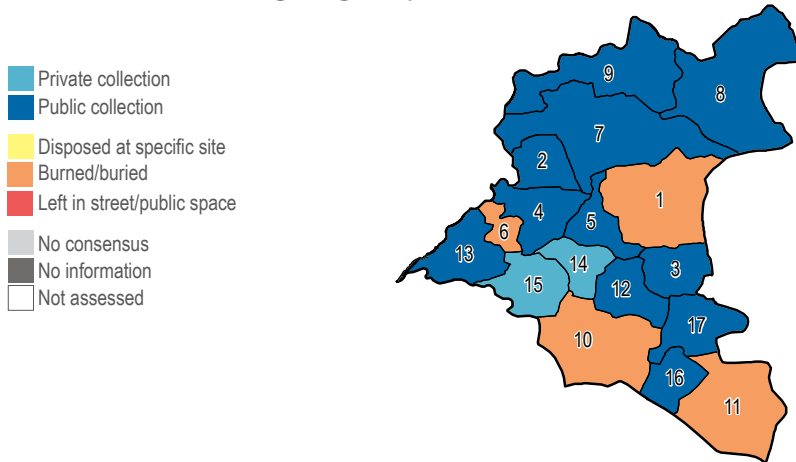 Private collection
Public collection
Disposed at specific site
Burned/buried
Left in street/public space
No consensus
No information
Not assessed
9
8
7
2
1
4
5
6
13
14
3
15
12
17
10
16
11